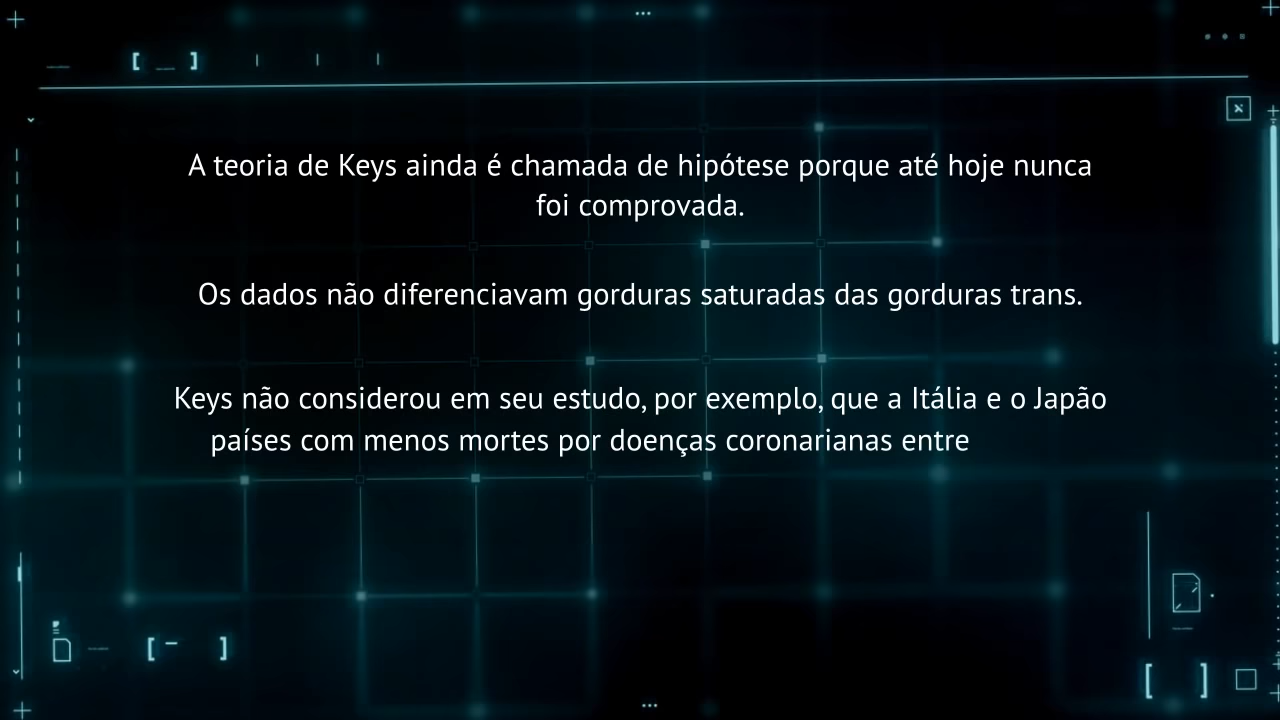 A teoria de Keys ainda é chamada de hipótese porque até hoje nunca
foi comprovada.
Os dados não diferenciavam gorduras saturadas das gorduras trans.
Keys não considerou em seu estudo, por exemplo, que a Itália e o Japão
países com menos mortes por doenças coronarianas entre